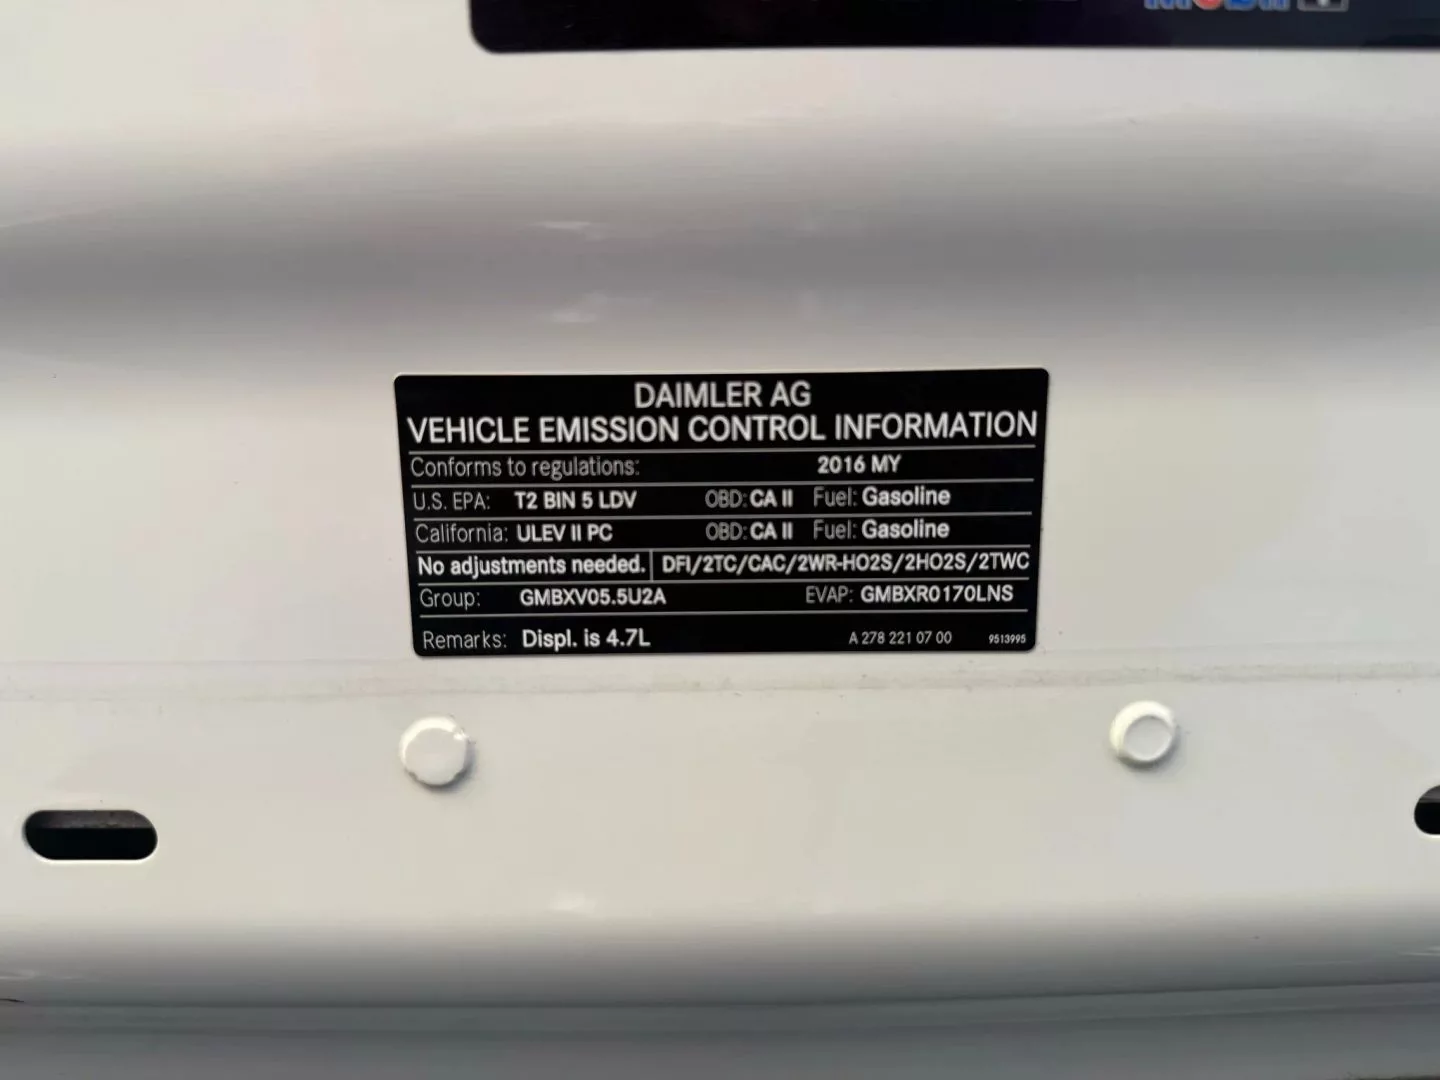 Mobil 1
DAIMLER AG
VEHICLE EMISSION CONTROL INFORMATION
Conforms to regulations: 2016 MY
U.S. EPA: T2 BIN 5 LDV OBD: CA II Fuel: Gasoline
California: ULEV II PC OBD: CA II Fuel: Gasoline
No adjustments needed. DFI/2TC/CAC/2WR-HO2S/2HO2S/2TWC
Group: GMBXV05.5U2A EVAP: GMBXR0170LNS
Remarks: Displ. is 4.7L A 278 221 07 00 9513995